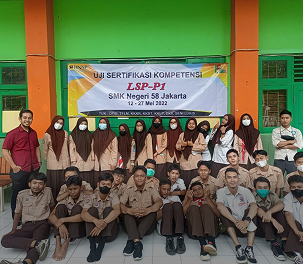 UJI SERTIFIKASI KOMPETENSI
LSP-P1
SMK Negeri 58 Jakarta
12 - 27 Mei 2022